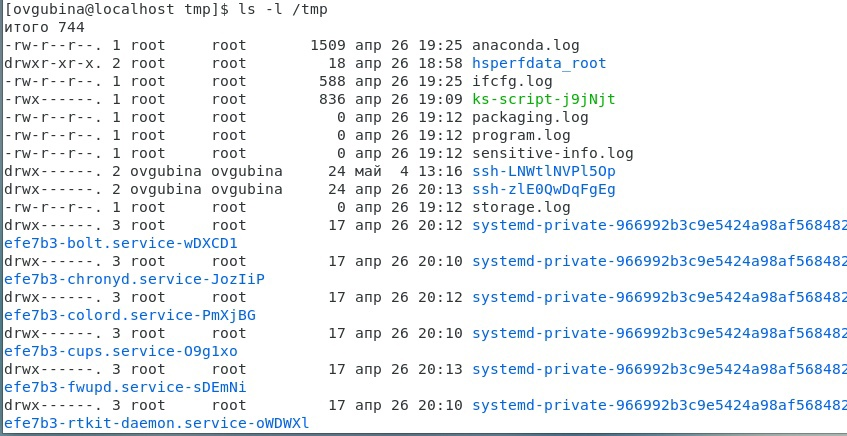 [ovgubina@localhost tmp]$ ls -l /tmp
итого 744
-rw-r--r--. 1 root     root       1509 апр 26 19:25 anaconda.log
drwxr-xr-x. 2 root     root         18 апр 26 18:58 hsperfdata_root
-rw-r--r--. 1 root     root        588 апр 26 19:25 ifcfg.log
-rwx------. 1 root     root        836 апр 26 19:09 ks-script-j9jNjt
-rw-r--r--. 1 root     root          0 апр 26 19:12 packaging.log
-rw-r--r--. 1 root     root          0 апр 26 19:12 program.log
-rw-r--r--. 1 root     root          0 апр 26 19:12 sensitive-info.log
drwx------. 2 ovgubina ovgubina     24 май  4 13:16 ssh-LNWtlNVPl5Op
drwx------. 2 ovgubina ovgubina     24 апр 26 20:13 ssh-zlE0QwDqFgEg
-rw-r--r--. 1 root     root          0 апр 26 19:12 storage.log
drwx------. 3 root     root         17 апр 26 20:12 systemd-private-966992b3c9e5424a98af568482
efe7b3-bolt.service-wDXCD1
drwx------. 3 root     root         17 апр 26 20:10 systemd-private-966992b3c9e5424a98af568482
efe7b3-chronyd.service-JozIiP
drwx------. 3 root     root         17 апр 26 20:12 systemd-private-966992b3c9e5424a98af568482
efe7b3-colord.service-PmXjBG
drwx------. 3 root     root         17 апр 26 20:10 systemd-private-966992b3c9e5424a98af568482
efe7b3-cups.service-O9g1xo
drwx------. 3 root     root         17 апр 26 20:13 systemd-private-966992b3c9e5424a98af568482
efe7b3-fwupd.service-sDEmNi
drwx------. 3 root     root         17 апр 26 20:10 systemd-private-966992b3c9e5424a98af568482
efe7b3-rtkit-daemon.service-oWDWXl